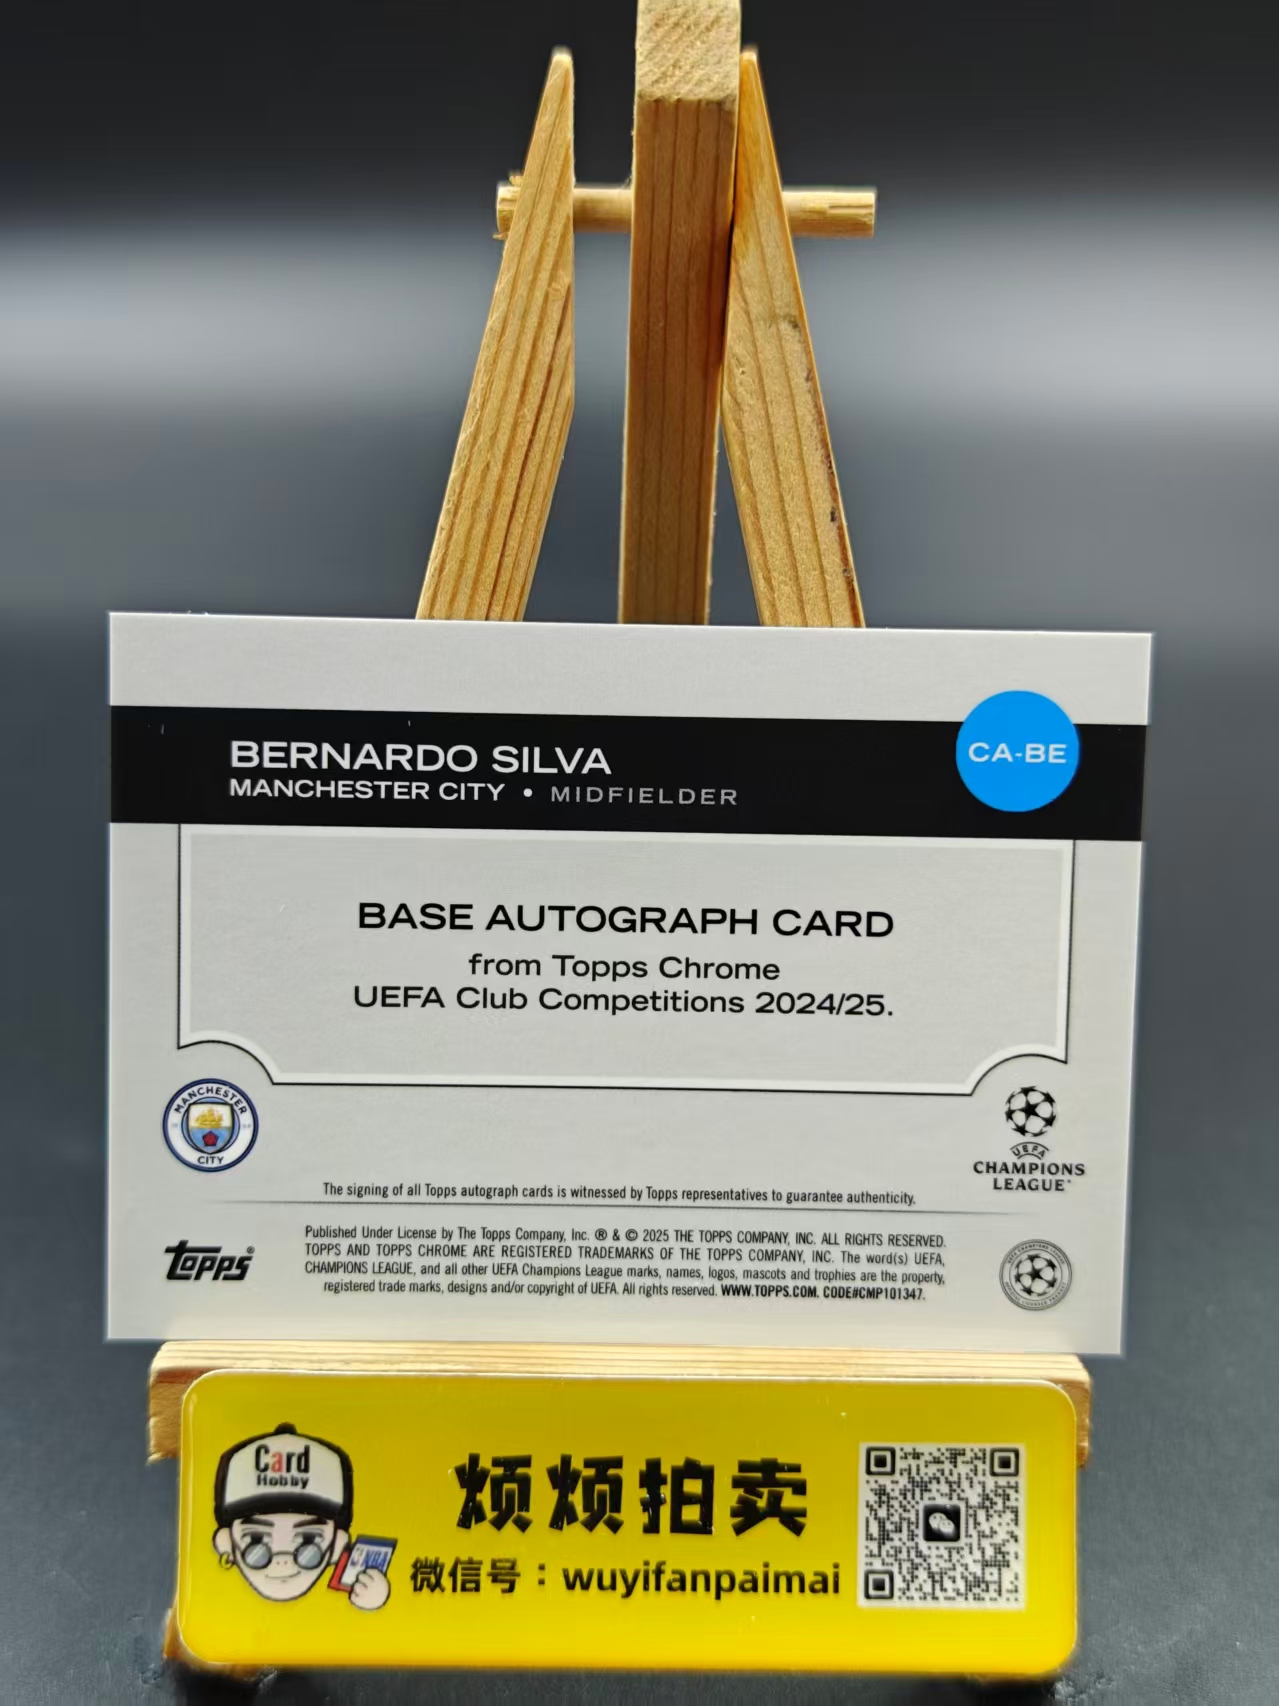 BERNARDO SILVA
MANCHESTER CITY • MIDFIELDER
CA-BE
BASE AUTOGRAPH CARD
from Topps Chrome
UEFA Club Competitions 2024/25.
MANCHESTER
CITY
UEFA
CHAMPIONS
LEAGUE
The signing of all Topps autograph cards is witnessed by Topps representatives to guarantee authenticity.
topps®
Published Under License by The Topps Company, Inc. ® & © 2025 THE TOPPS COMPANY, INC. ALL RIGHTS RESERVED.
TOPPS AND TOPPS CHROME ARE REGISTERED TRADEMARKS OF THE TOPPS COMPANY, INC. The word(s) UEFA,
CHAMPIONS LEAGUE, and all other UEFA Champions League marks, names, logos, mascots and trophies are the property,
registered trade marks, designs and/or copyright of UEFA. All rights reserved. WWW.TOPPS.COM. CODE#CMP101347.
Card
Hobby
NBA
烦烦拍卖
微信号：wuyifanpaimai